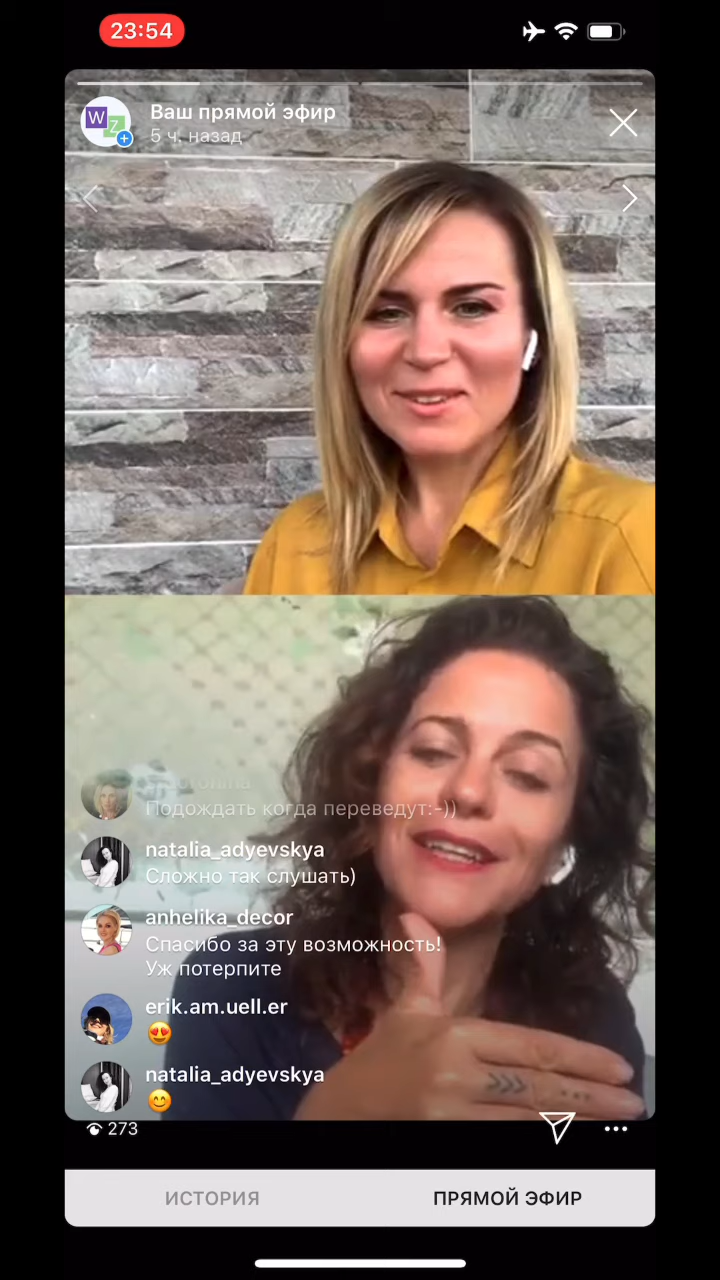 23:54
W
Z
Ваш прямой эфир
5 ч. назад
Подождать когда переведут:-))
natalia_adyevskya
Сложно так слушать)
anhelika_decor
Спасибо за эту возможность!
Уж потерпите
erik.am.uell.er
😍
natalia_adyevskya
😊
273
ИСТОРИЯ
ПРЯМОЙ ЭФИР